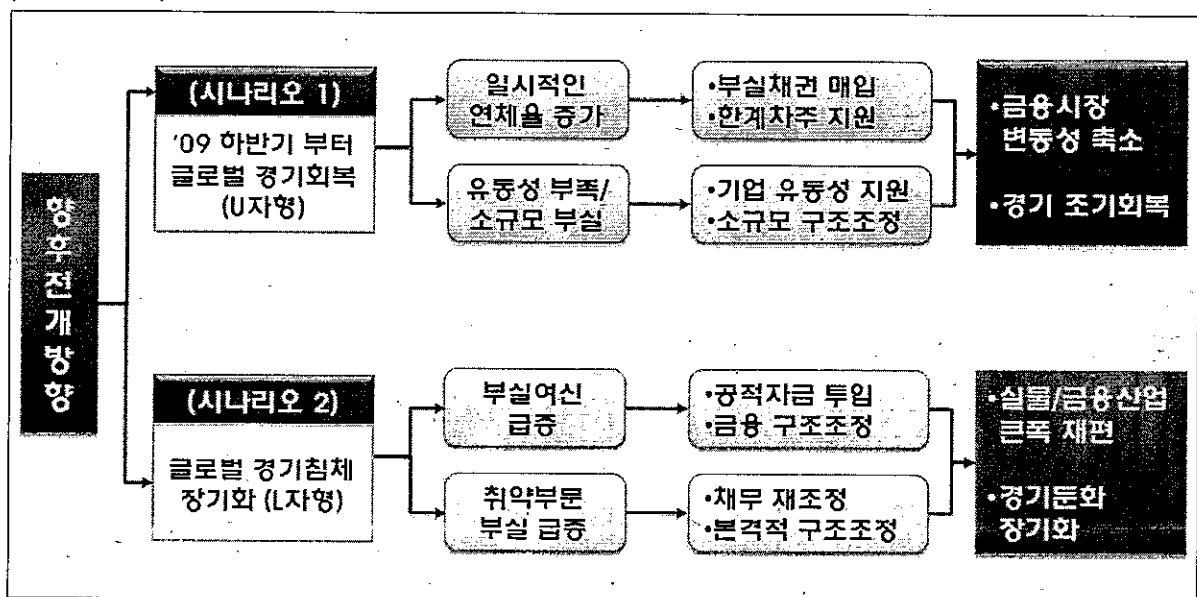 향후전개방향
(시나리오 1)
'09 하반기 부터
글로벌 경기회복
(U자형)
일시적인
연체율 증가
•부실채권 매입
•한계차주 지원
유동성 부족/
소규모 부실
•기업 유동성 지원
•소규모 구조조정
•금융시장
변동성 축소
•경기 조기회복
(시나리오 2)
글로벌 경기침체
장기화 (L자형)
부실여신
급증
•공적자금 투입
•금융 구조조정
취약부문
부실 급증
•채무 재조정
•본격적 구조조정
•실물/금융산업
큰폭 재편
•경기둔화
장기화